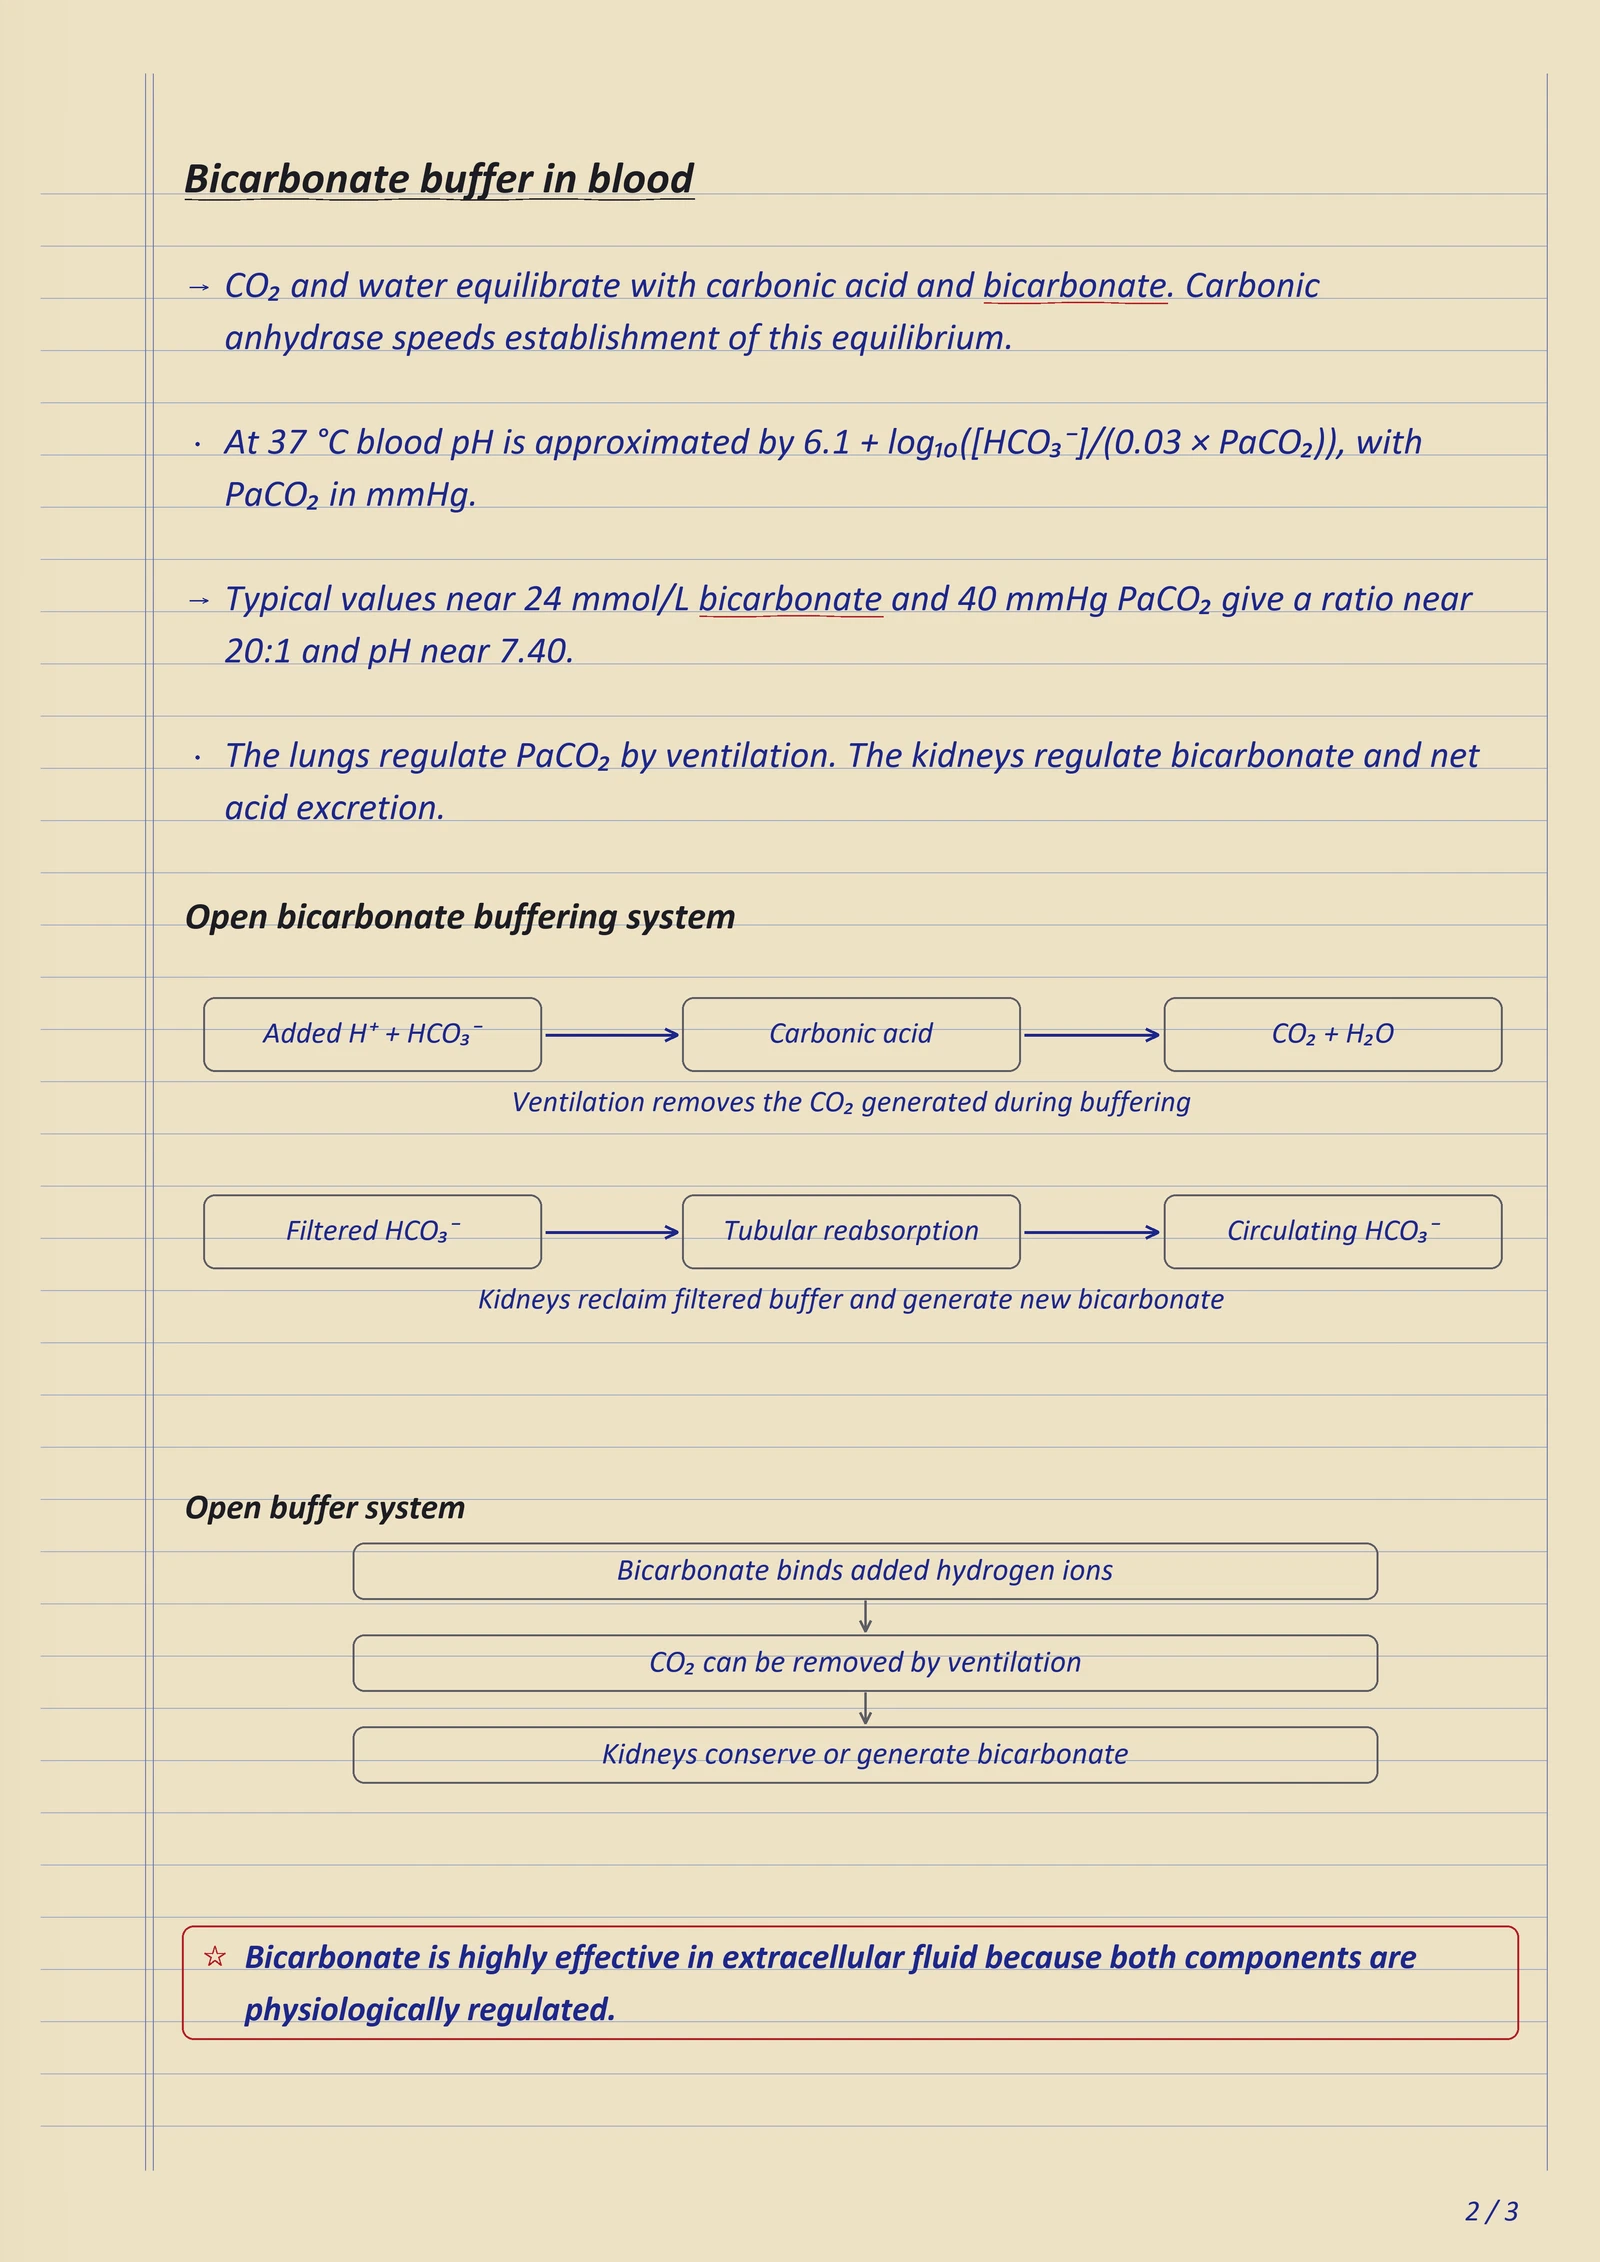 Bicarbonate buffer in blood
→ CO₂ and water equilibrate with carbonic acid and bicarbonate. Carbonic
anhydrase speeds establishment of this equilibrium.
· At 37 °C blood pH is approximated by 6.1 + log₁₀([HCO₃⁻]/(0.03 × PaCO₂)), with
PaCO₂ in mmHg.
→ Typical values near 24 mmol/L bicarbonate and 40 mmHg PaCO₂ give a ratio near
20:1 and pH near 7.40.
· The lungs regulate PaCO₂ by ventilation. The kidneys regulate bicarbonate and net
acid excretion.
Open bicarbonate buffering system
Added H⁺ + HCO₃⁻
Carbonic acid
CO₂ + H₂O
Ventilation removes the CO₂ generated during buffering
Filtered HCO₃⁻
Tubular reabsorption
Circulating HCO₃⁻
Kidneys reclaim filtered buffer and generate new bicarbonate
Open buffer system
Bicarbonate binds added hydrogen ions
CO₂ can be removed by ventilation
Kidneys conserve or generate bicarbonate
☆ Bicarbonate is highly effective in extracellular fluid because both components are
physiologically regulated.
2 / 3